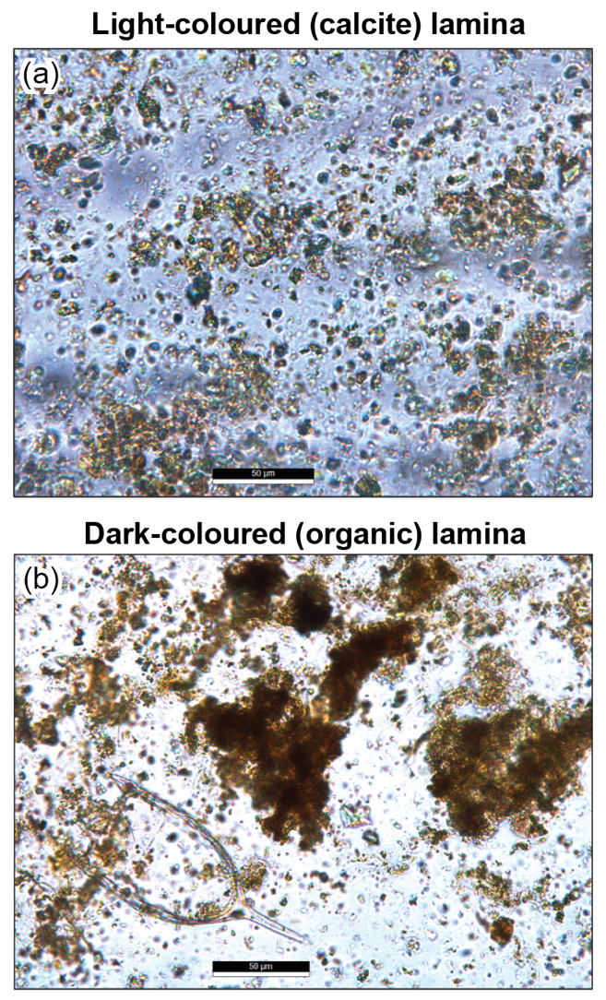 Light-coloured (calcite) lamina
(a)
50 µm
Dark-coloured (organic) lamina
(b)
50 µm